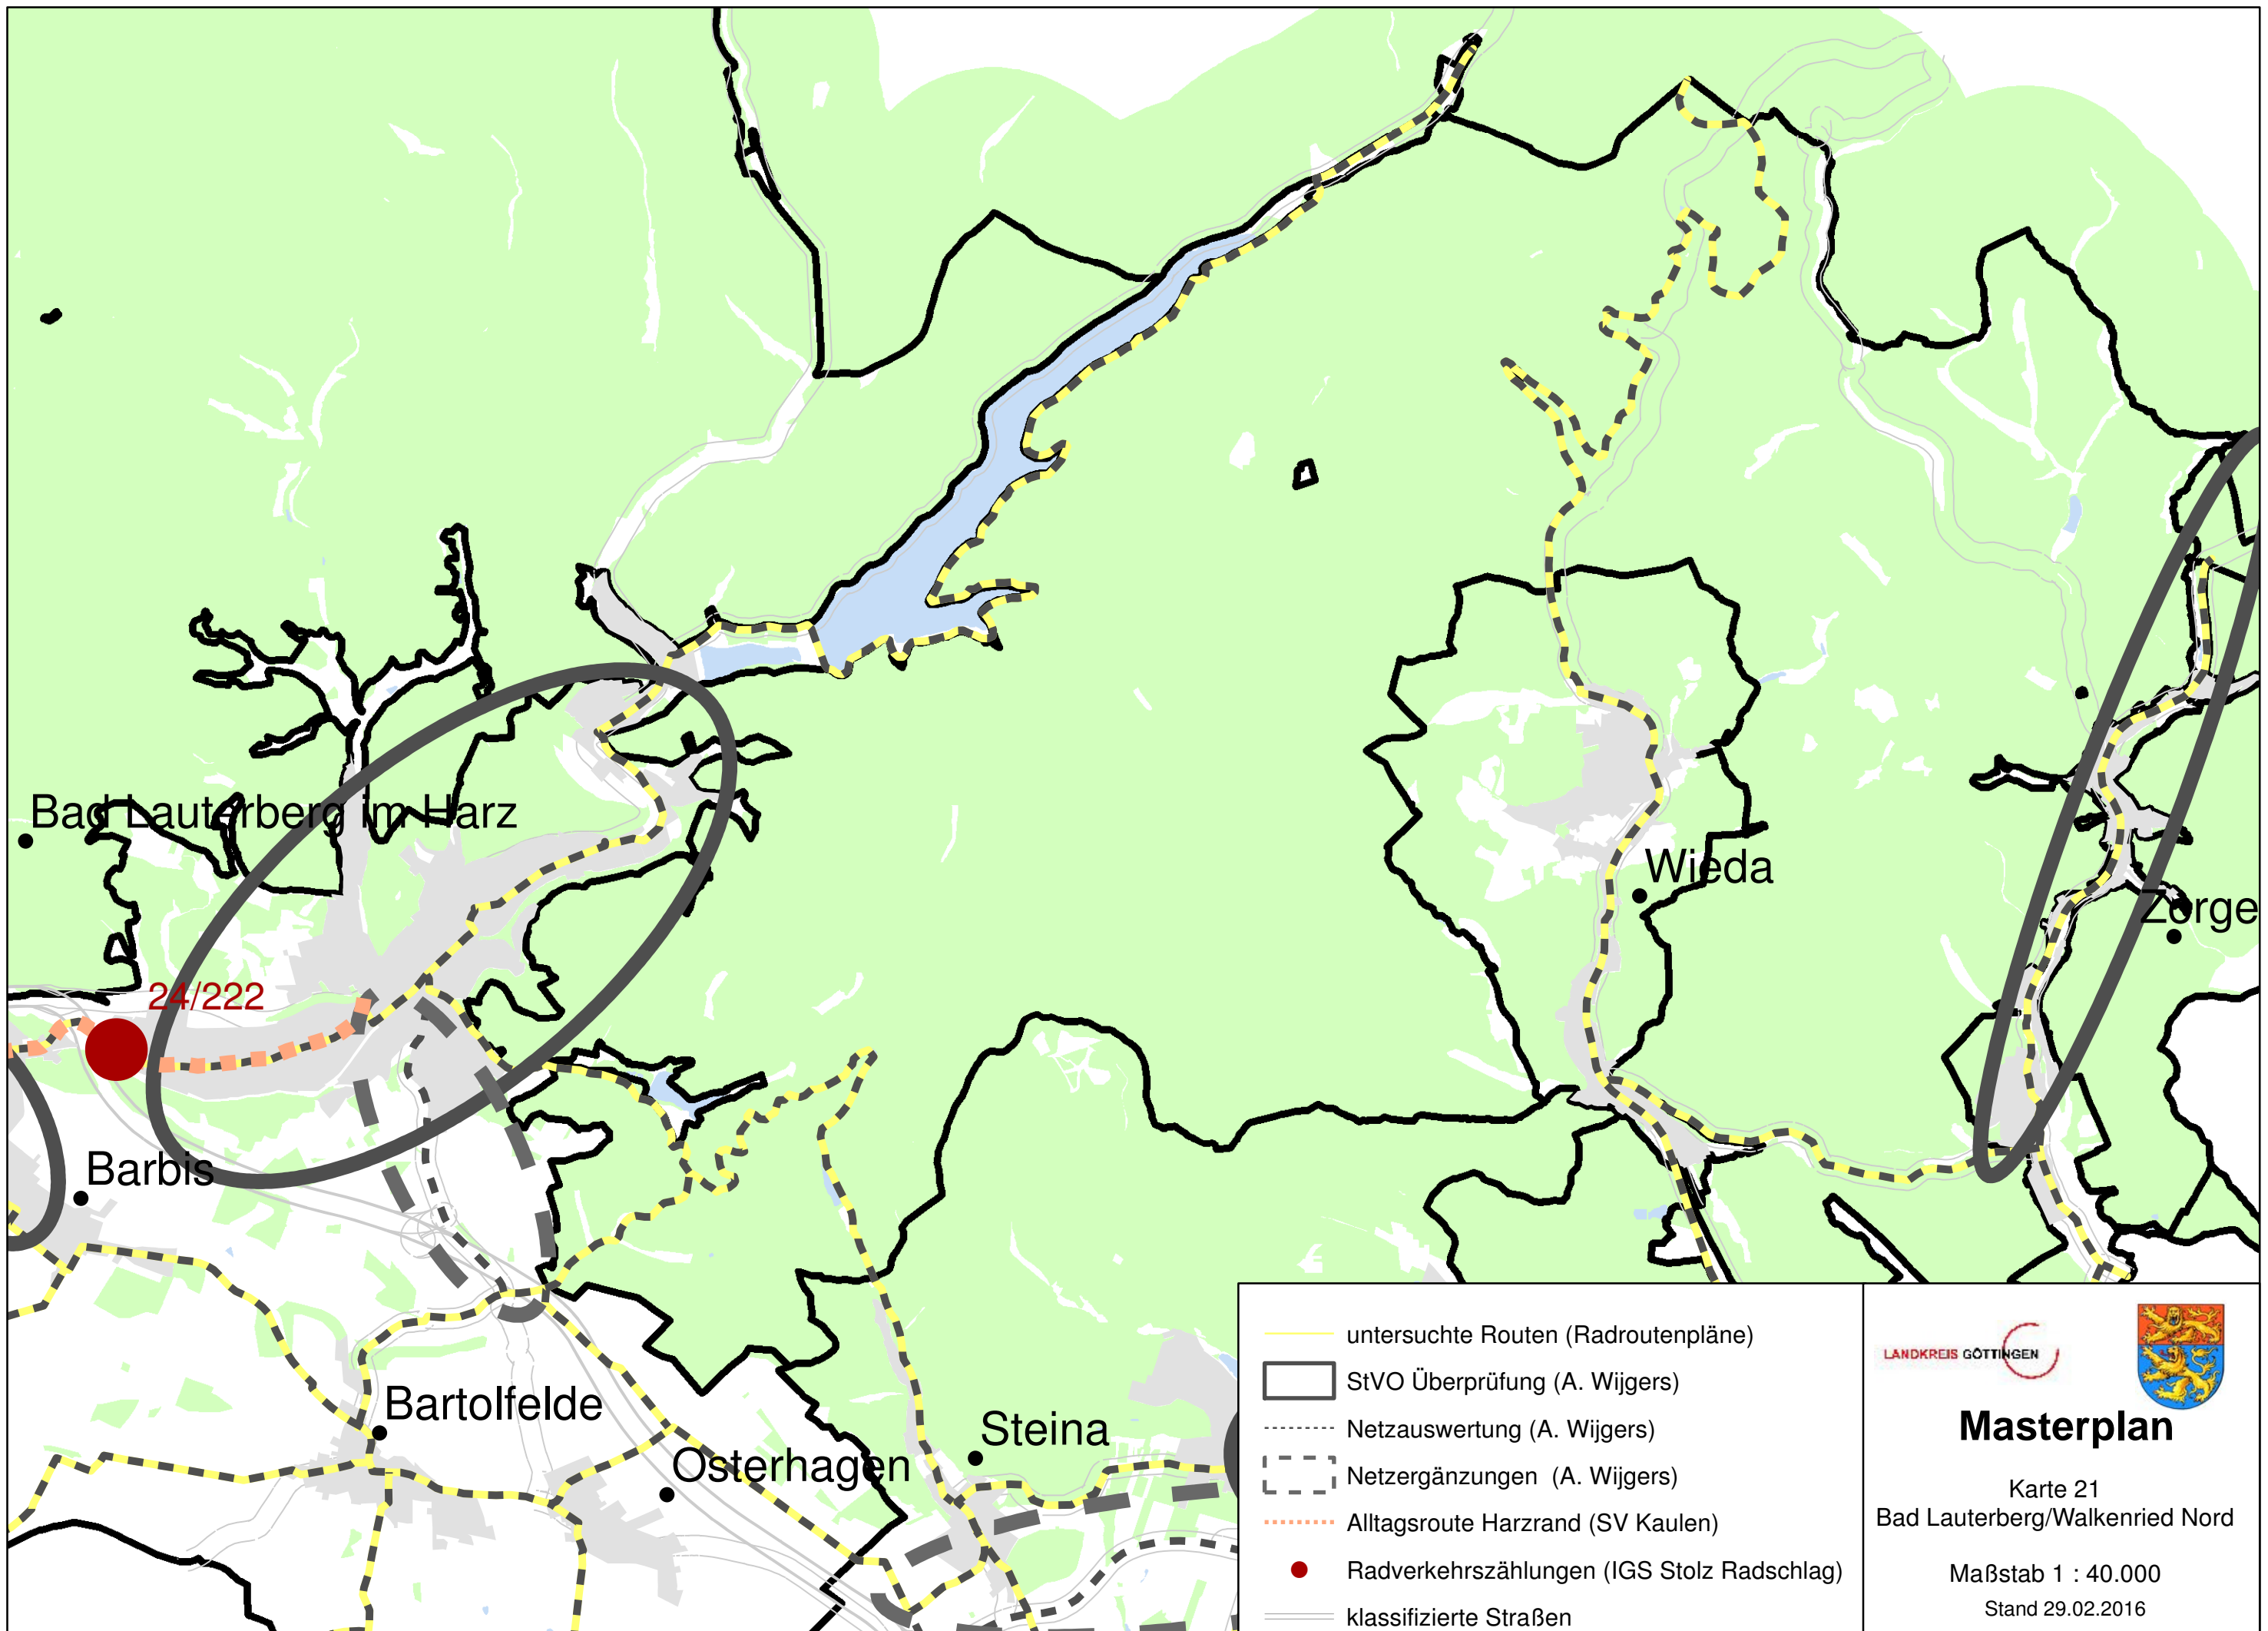 Bad Lauterberg im Harz
Wieda
Zorge
24/222
Barbis
Bartolfelde
Steina
Osterhagen
untersuchte Routen (Radroutenpläne)
StVO Überprüfung (A. Wijgers)
Netzauswertung (A. Wijgers)
Netzergänzungen (A. Wijgers)
Alltagsroute Harzrand (SV Kaulen)
Radverkehrszählungen (IGS Stolz Radschlag)
klassifizierte Straßen
LANDKREIS GÖTTINGEN
Masterplan
Karte 21
Bad Lauterberg/Walkenried Nord
Maßstab 1 : 40.000
Stand 29.02.2016